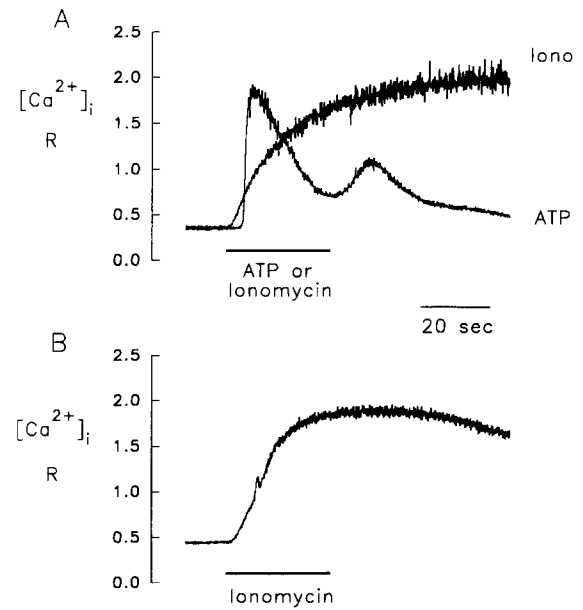 A
2.5
2.0
1.5
1.0
0.5
0.0
[Ca2+]i
R
Iono
ATP
ATP or
Ionomycin
20 sec
B
2.5
2.0
1.5
1.0
0.5
0.0
[Ca2+]i
R
Ionomycin